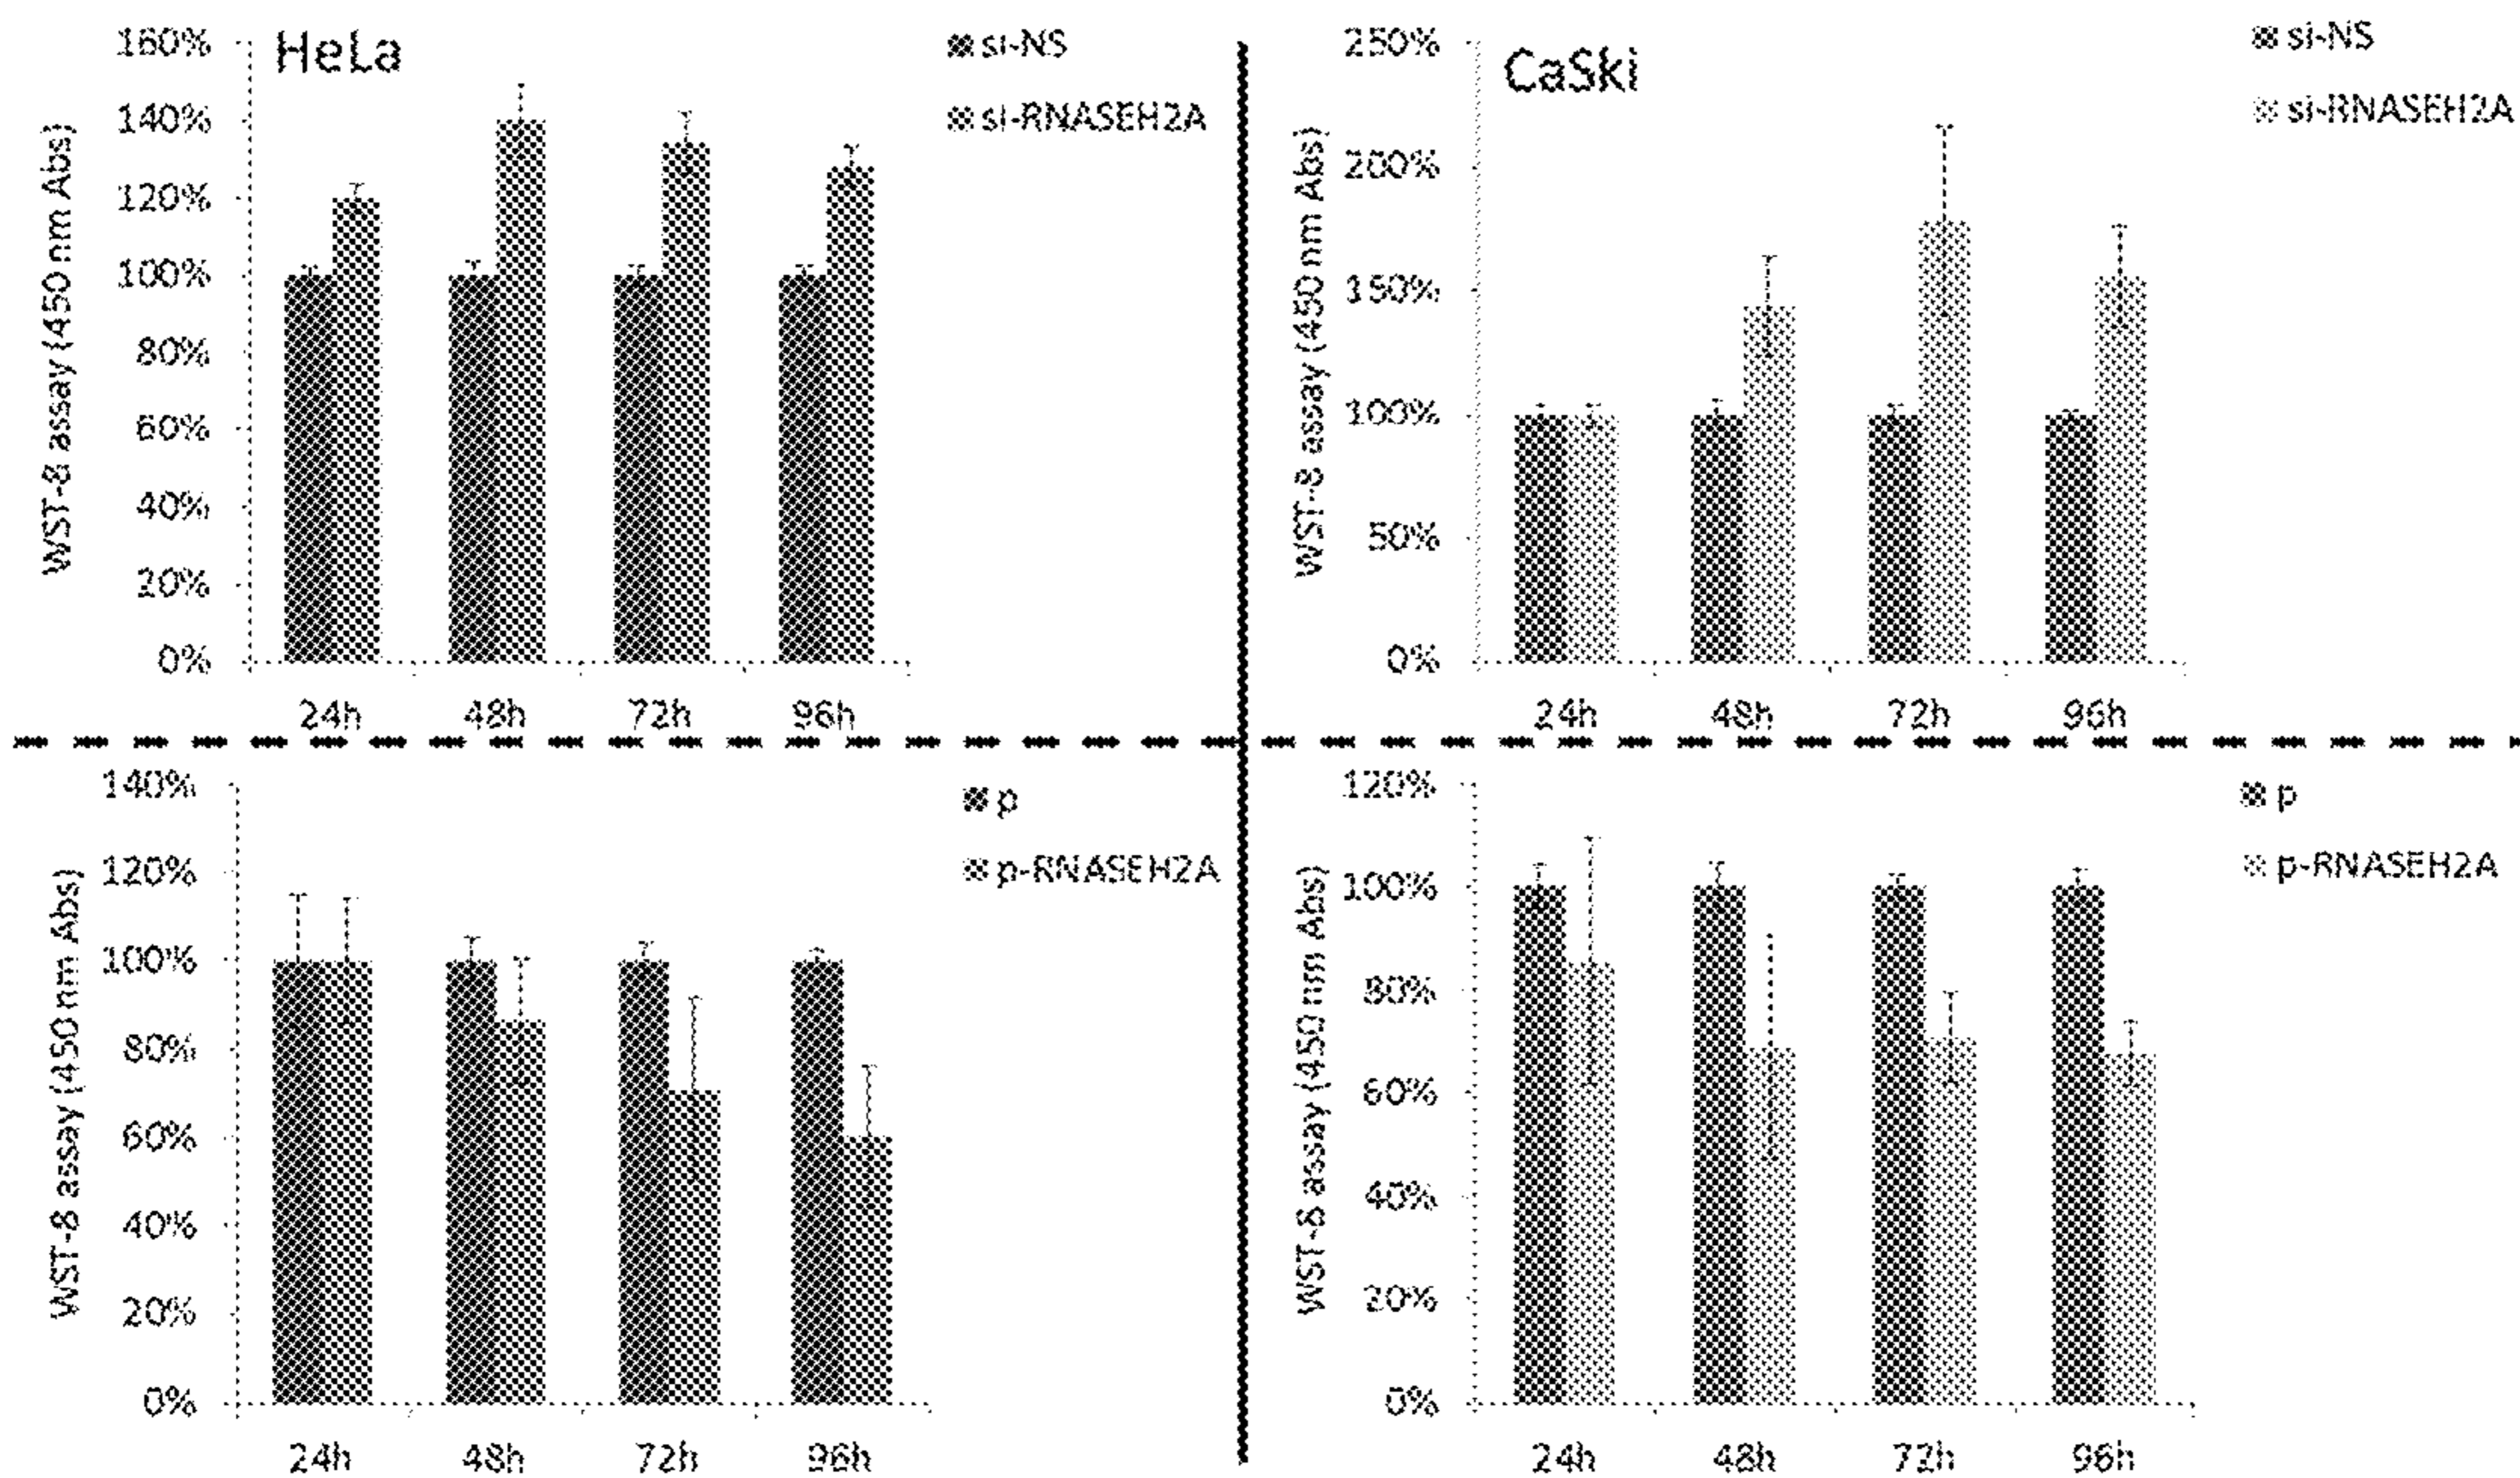 HeLa
si-NS
si-RNASEH2A
WST-8 assay (450 nm Abs)
160%
140%
120%
100%
80%
60%
40%
20%
0%
24h 48h 72h 96h
CaSki
si-NS
si-RNASEH2A
WST-8 assay (450 nm Abs)
250%
200%
150%
100%
50%
0%
24h 48h 72h 96h
p
p-RNASEH2A
WST-8 assay (450 nm Abs)
140%
120%
100%
80%
60%
40%
20%
0%
24h 48h 72h 96h
p
p-RNASEH2A
WST-8 assay (450 nm Abs)
120%
100%
80%
60%
40%
20%
0%
24h 48h 72h 96h